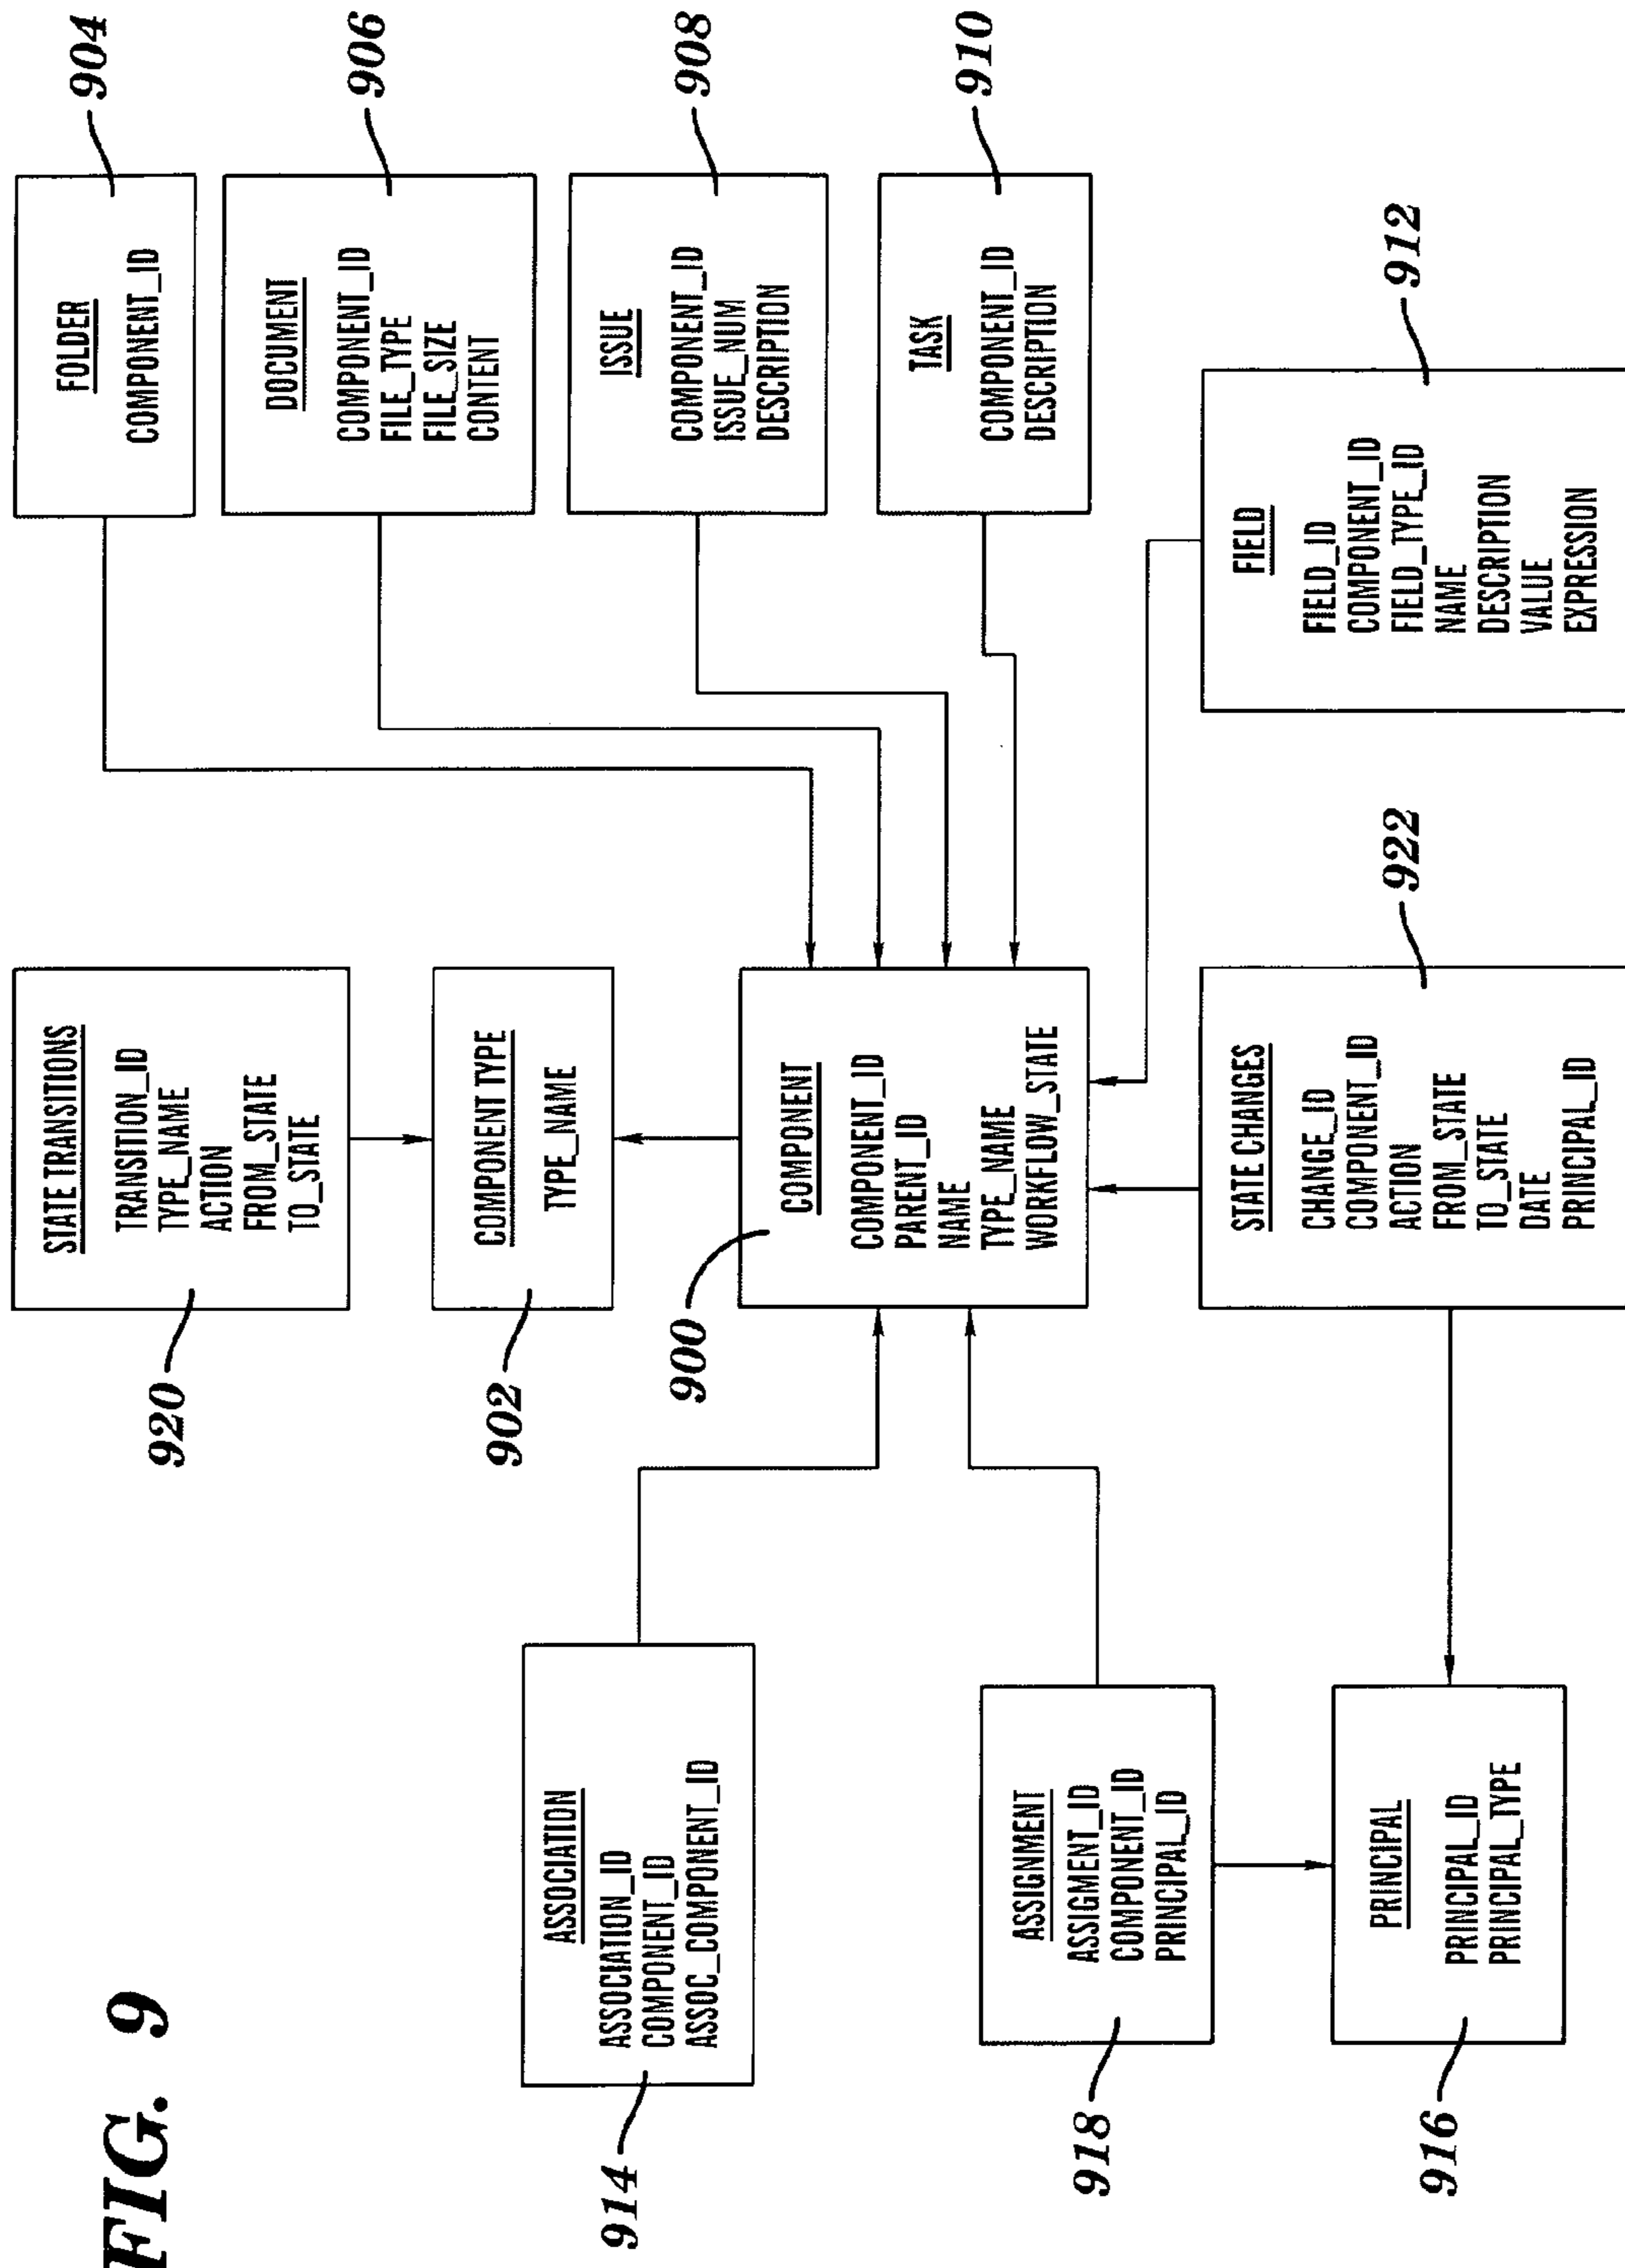 FIG. 9
920
STATE TRANSITIONS
TRANSITION_ID
TYPE_NAME
ACTION
FROM_STATE
TO_STATE
902
COMPONENT TYPE
TYPE_NAME
900
COMPONENT
COMPONENT_ID
PARENT_ID
NAME
TYPE_NAME
WORKFLOW_STATE
904
FOLDER
COMPONENT_ID
906
DOCUMENT
COMPONENT_ID
FILE_TYPE
FILE_SIZE
CONTENT
908
ISSUE
COMPONENT_ID
ISSUE_NUM
DESCRIPTION
910
TASK
COMPONENT_ID
DESCRIPTION
914
ASSOCIATION
ASSOCIATION_ID
COMPONENT_ID
ASSOC_COMPONENT_ID
918
ASSIGNMENT
ASSIGMENT_ID
COMPONENT_ID
PRINCIPAL_ID
916
PRINCIPAL
PRINCIPAL_ID
PRINCIPAL_TYPE
922
STATE CHANGES
CHANGE_ID
COMPONENT_ID
ACTION
FROM_STATE
TO_STATE
DATE
PRINCIPAL_ID
912
FIELD
FIELD_ID
COMPONENT_ID
FIELD_TYPE_ID
NAME
DESCRIPTION
VALUE
EXPRESSION